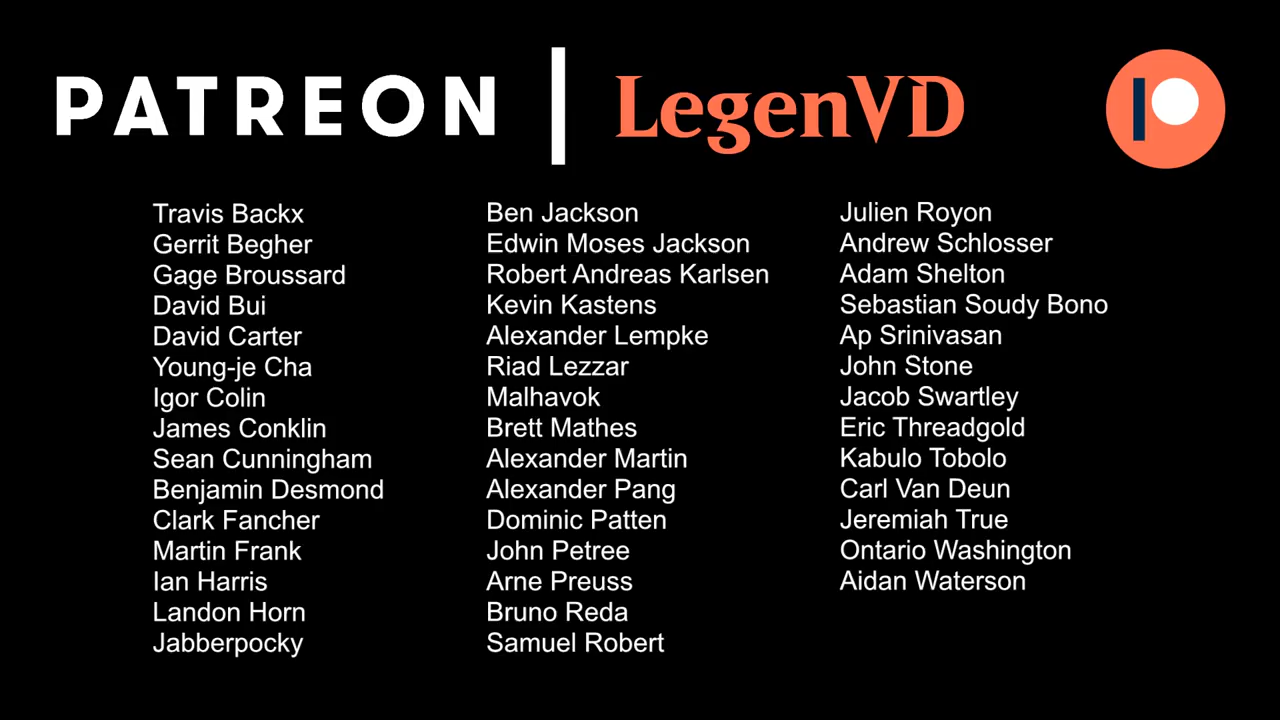 PATREON | LegenVD
Travis Backx
Gerrit Begher
Gage Broussard
David Bui
David Carter
Young-je Cha
Igor Colin
James Conklin
Sean Cunningham
Benjamin Desmond
Clark Fancher
Martin Frank
Ian Harris
Landon Horn
Jabberpocky
Ben Jackson
Edwin Moses Jackson
Robert Andreas Karlsen
Kevin Kastens
Alexander Lempke
Riad Lezzar
Malhavok
Brett Mathes
Alexander Martin
Alexander Pang
Dominic Patten
John Petree
Arne Preuss
Bruno Reda
Samuel Robert
Julien Royon
Andrew Schlosser
Adam Shelton
Sebastian Soudy Bono
Ap Srinivasan
John Stone
Jacob Swartley
Eric Threadgold
Kabulo Tobolo
Carl Van Deun
Jeremiah True
Ontario Washington
Aidan Waterson